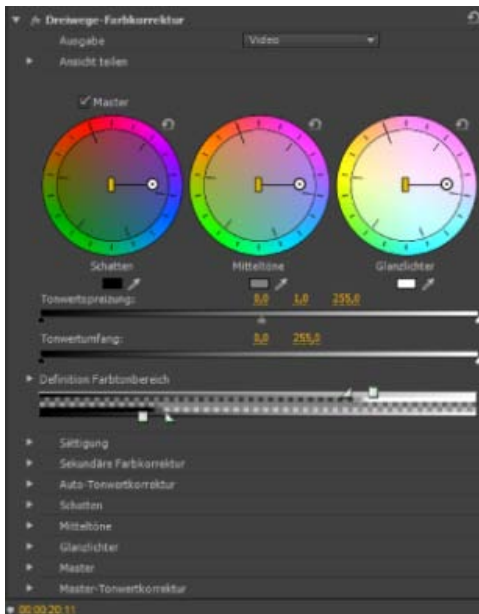 fx Dreiwege-Farbkorrektur
Ausgabe Video
Ansicht teilen
Master
Schatten Mitteltöne Glanzlichter
Tonwertspreizung: 0,0 1,0 255,0
Tonwertumfang: 0,0 255,0
Definition Farbtonbereich
Sättigung
Sekundäre Farbkorrektur
Auto-Tonwertkorrektur
Schatten
Mitteltöne
Glanzlichter
Master
Master-Tonwertkorrektur
00:00:20:11